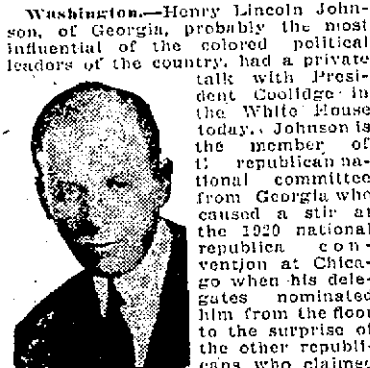 Washington.—Henry Lincoln John-
son, of Georgia, probably the most
influential of the colored political
leaders of the country, had a private
talk with Presi-
dent Coolidge in
the White House
today. Johnson is
the member of
republican na-
tional committee
from Georgia who
caused a stir at
the 1920 national
republica con-
vention at Chica-
go when his dele-
gates nominated
him from the floor
to the surprise of
the other republi-
cans who claimed